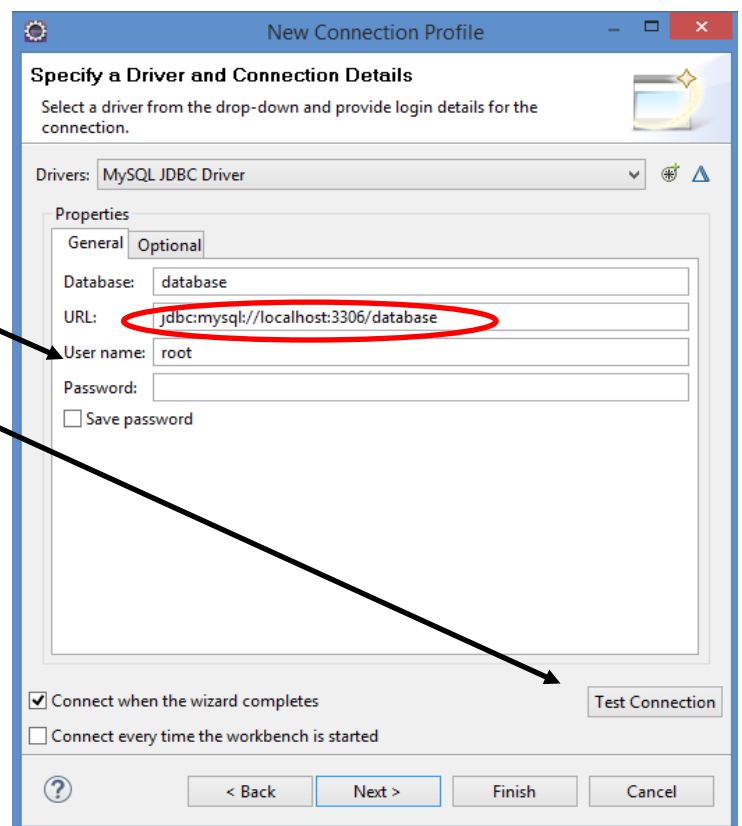 New Connection Profile
Specify a Driver and Connection Details
Select a driver from the drop-down and provide login details for the
connection.
Drivers: MySQL JDBC Driver
Properties
General Optional
Database: database
URL: jdbc:mysql://localhost:3306/database
User name: root
Password:
Save password
Connect when the wizard completes
Test Connection
Connect every time the workbench is started
? < Back Next > Finish Cancel